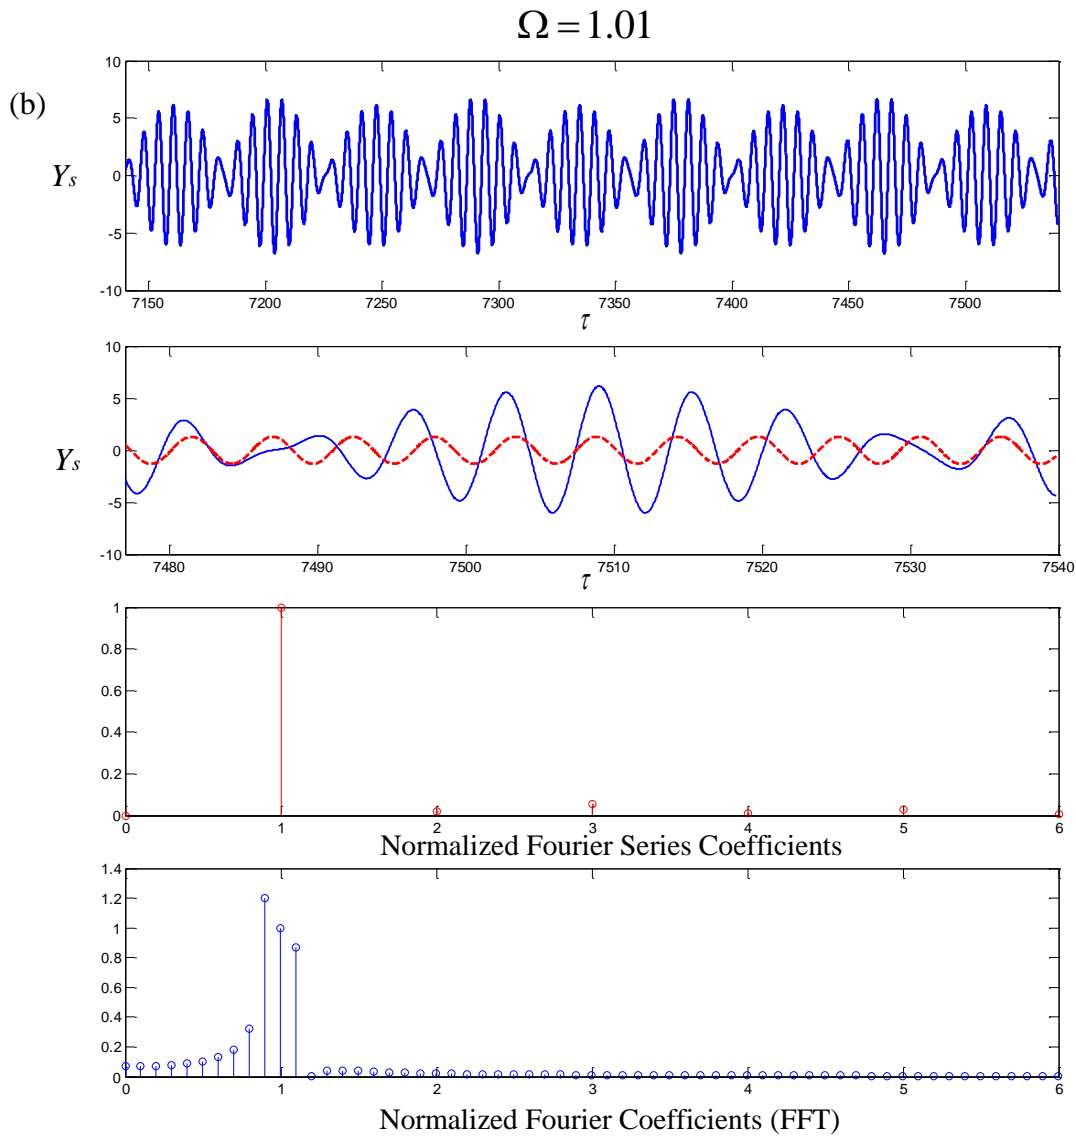 Ω = 1.01
(b)
10
5
0
-5
-10
Ys
7150 7200 7250 7300 7350 7400 7450 7500
τ
10
5
0
-5
-10
Ys
7480 7490 7500 7510 7520 7530 7540
τ
1
0.8
0.6
0.4
0.2
0
0 1 2 3 4 5 6
Normalized Fourier Series Coefficients
1.4
1.2
1
0.8
0.6
0.4
0.2
0
0 1 2 3 4 5 6
Normalized Fourier Coefficients (FFT)